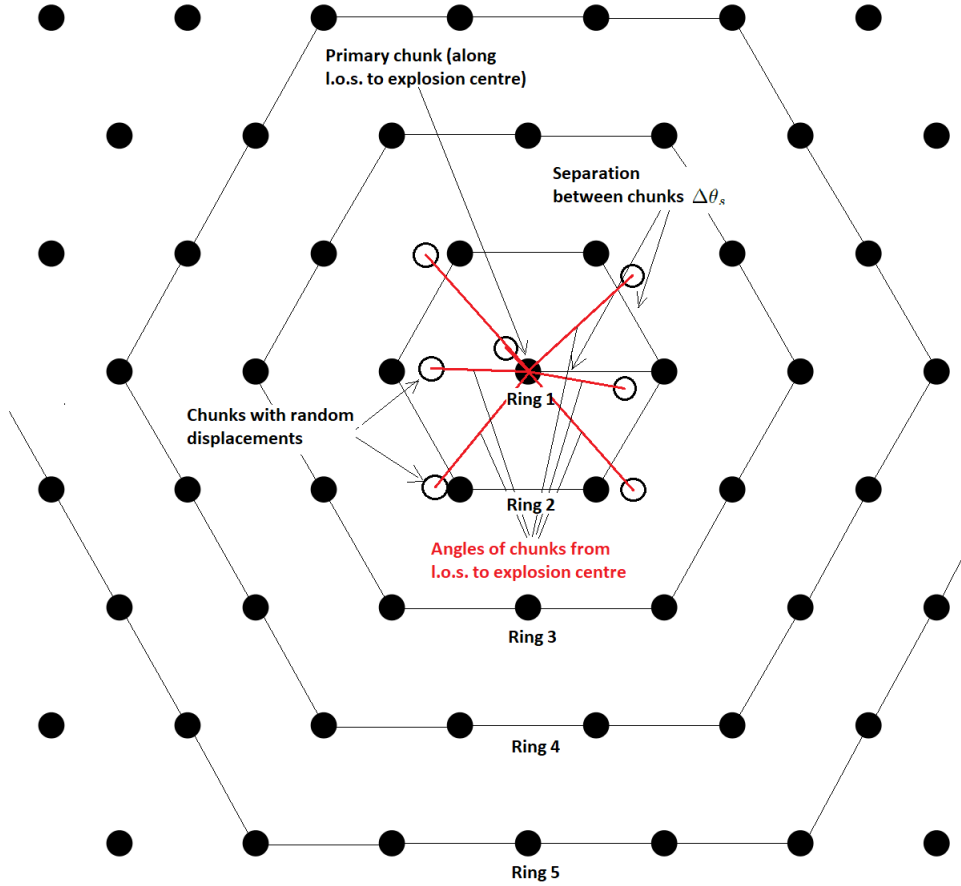 Primary chunk (along
l.o.s. to explosion centre)
Separation
between chunks Δθₛ
Ring 1
Chunks with random
displacements
Ring 2
Angles of chunks from
l.o.s. to explosion centre
Ring 3
Ring 4
Ring 5